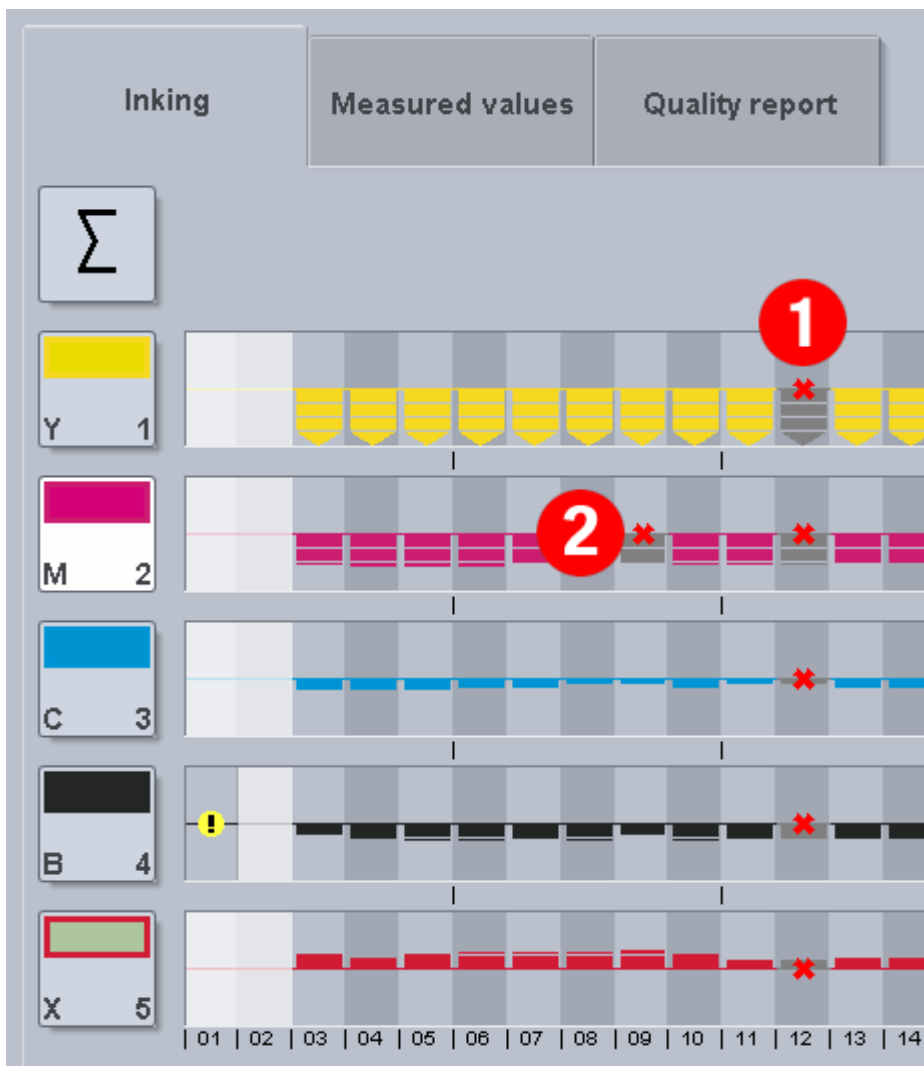 Inking
Measured values
Quality report
Σ
1
Y 1
2
M 2
C 3
!
B 4
X 5
01 02 03 04 05 06 07 08 09 10 11 12 13 14